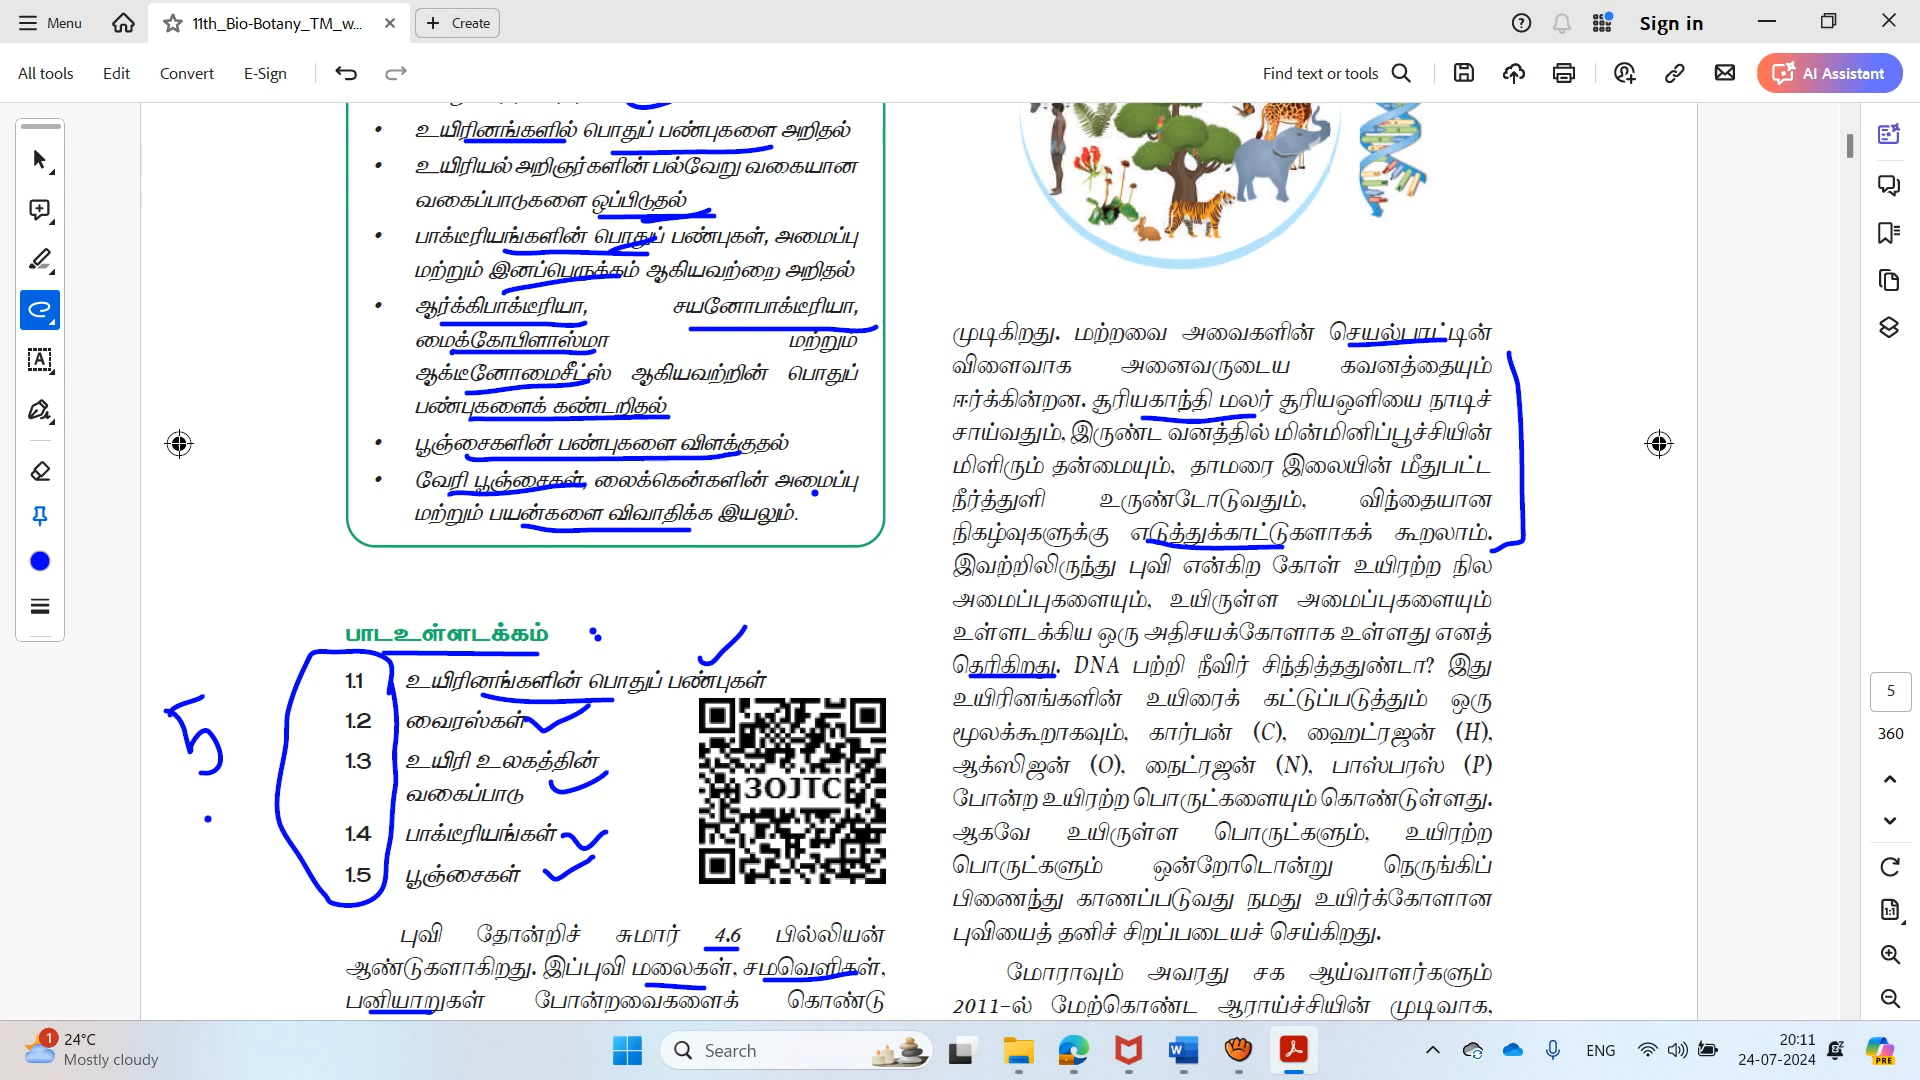 Menu
11th_Bio-Botany_TM_w...
Create
Sign in
All tools
Edit
Convert
E-Sign
Find text or tools
AI Assistant
உயிரினங்களில் பொதுப் பண்புகளை அறிதல்
உயிரியல் அறிஞர்களின் பல்வேறு வகையான
வகைப்பாடுகளை ஒப்பிடுதல்
பாக்டீரியங்களின் பொதுப் பண்புகள், அமைப்பு
மற்றும் இனப்பெருக்கம் ஆகியவற்றை அறிதல்
ஆர்க்கிபாக்டீரியா, சயனோபாக்டீரியா,
மைக்கோபிளாஸ்மா மற்றும்
ஆக்டீனோமைசீட்ஸ் ஆகியவற்றின் பொதுப்
பண்புகளைக் கண்டறிதல்
பூஞ்சைகளின் பண்புகளை விளக்குதல்
வேரி பூஞ்சைகள், லைக்கென்களின் அமைப்பு
மற்றும் பயன்களை விவாதிக்க இயலும்.
பாடஉள்ளடக்கம்
1.1 உயிரினங்களின் பொதுப் பண்புகள்
1.2 வைரஸ்கள்
1.3 உயிரி உலகத்தின்
வகைப்பாடு
1.4 பாக்டீரியங்கள்
1.5 பூஞ்சைகள்
5
3OJTC
புவி தோன்றிச் சுமார் 4.6 பில்லியன்
ஆண்டுகளாகிறது. இப்புவி மலைகள், சமவெளிகள்,
பனியாறுகள் போன்றவைகளைக் கொண்டு
முடிகிறது. மற்றவை அவைகளின் செயல்பாட்டின்
விளைவாக அனைவருடைய கவனத்தையும்
ஈர்க்கின்றன. சூரியகாந்தி மலர் சூரியஒளியை நாடிச்
சாய்வதும், இருண்ட வனத்தில் மின்மினிப்பூச்சியின்
மிளிரும் தன்மையும், தாமரை இலையின் மீதுபட்ட
நீர்த்துளி உருண்டோடுவதும், விந்தையான
நிகழ்வுகளுக்கு எடுத்துக்காட்டுகளாகக் கூறலாம்.
இவற்றிலிருந்து புவி என்கிற கோள் உயிரற்ற நில
அமைப்புகளையும், உயிருள்ள அமைப்புகளையும்
உள்ளடக்கிய ஒரு அதிசயக்கோளாக உள்ளது எனத்
தெரிகிறது. DNA பற்றி நீவிர் சிந்தித்ததுண்டா? இது
உயிரினங்களின் உயிரைக் கட்டுப்படுத்தும் ஒரு
மூலக்கூறாகவும், கார்பன் (C), ஹைட்ரஜன் (H),
ஆக்ஸிஜன் (O), நைட்ரஜன் (N), பாஸ்பரஸ் (P)
போன்ற உயிரற்ற பொருட்களையும் கொண்டுள்ளது.
ஆகவே உயிருள்ள பொருட்களும், உயிரற்ற
பொருட்களும் ஒன்றோடொன்று நெருங்கிப்
பிணைந்து காணப்படுவது நமது உயிர்க்கோளான
புவியைத் தனிச் சிறப்படையச் செய்கிறது.
மோராவும் அவரது சக ஆய்வாளர்களும்
2011-ல் மேற்கொண்ட ஆராய்ச்சியின் முடிவாக,
5
360
1
24°C
Mostly cloudy
Search
ENG
20:11
24-07-2024
PRE